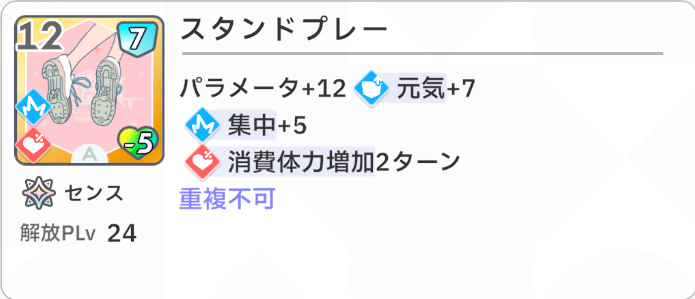 12
7
A
-5
センス
解放PLv 24
スタンドプレー
パラメータ+12 元気+7
集中+5
消費体力増加2ターン
重複不可